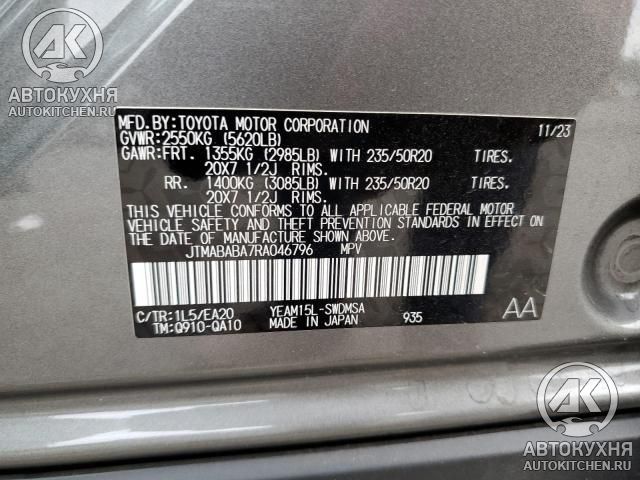 AK
АВТОКУХНЯ
AUTOKITCHEN.RU
MFD.BY:TOYOTA MOTOR CORPORATION 11/23
GVWR:2550KG (5620LB)
GAWR:FRT. 1355KG (2985LB) WITH 235/50R20 TIRES.
20X7 1/2J RIMS.
RR. 1400KG (3085LB) WITH 235/50R20 TIRES.
20X7 1/2J RIMS.
THIS VEHICLE CONFORMS TO ALL APPLICABLE FEDERAL MOTOR
VEHICLE SAFETY AND THEFT PREVENTION STANDARDS IN EFFECT ON
THE DATE OF MANUFACTURE SHOWN ABOVE.
JTMABABA7RA046796 MPV
C/TR:1L5/EA20 YEAM15L-SWDMSA
TM:Q910-QA10 MADE IN JAPAN 935 AA
AK
АВТОКУХНЯ
AUTOKITCHEN.RU